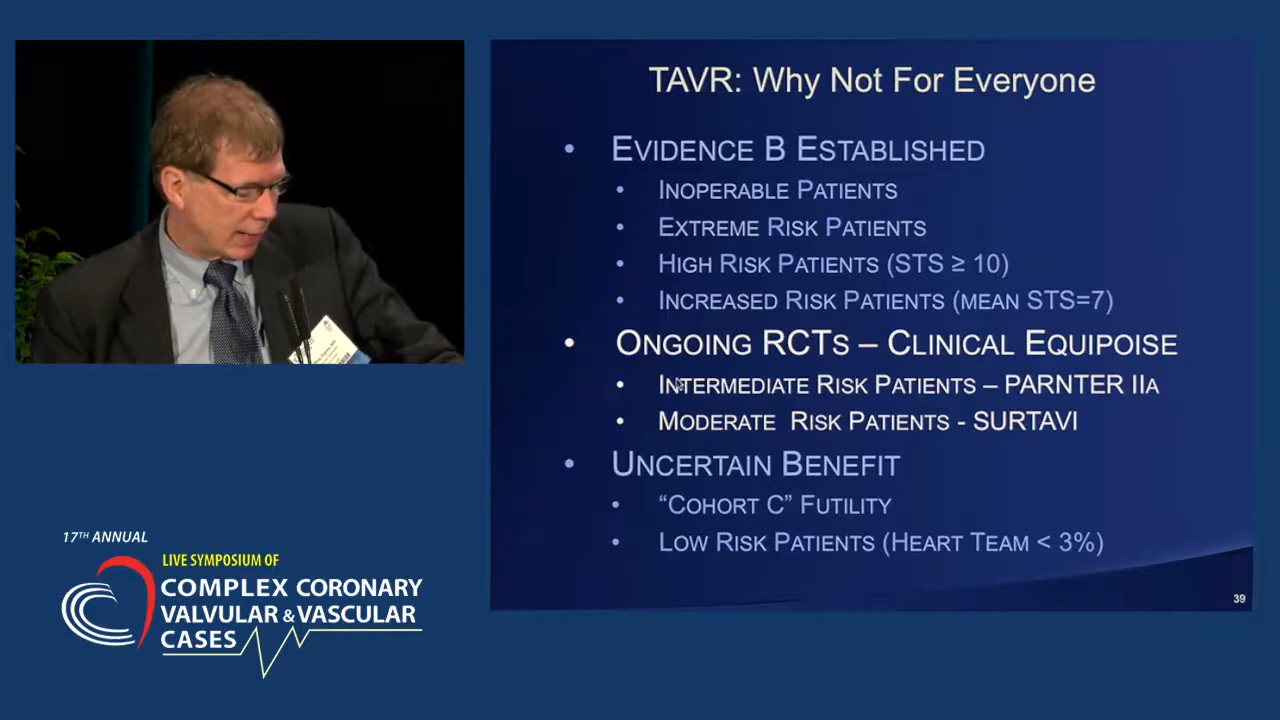 TAVR: Why Not For Everyone
• EVIDENCE B ESTABLISHED
• INOPERABLE PATIENTS
• EXTREME RISK PATIENTS
• HIGH RISK PATIENTS (STS ≥ 10)
• INCREASED RISK PATIENTS (MEAN STS=7)
• ONGOING RCTS – CLINICAL EQUIPOISE
• INTERMEDIATE RISK PATIENTS – PARNTER IIA
• MODERATE RISK PATIENTS - SURTAVI
• UNCERTAIN BENEFIT
• “COHORT C” FUTILITY
• LOW RISK PATIENTS (HEART TEAM < 3%)
39
17TH ANNUAL
LIVE SYMPOSIUM OF
COMPLEX CORONARY
VALVULAR & VASCULAR
CASES